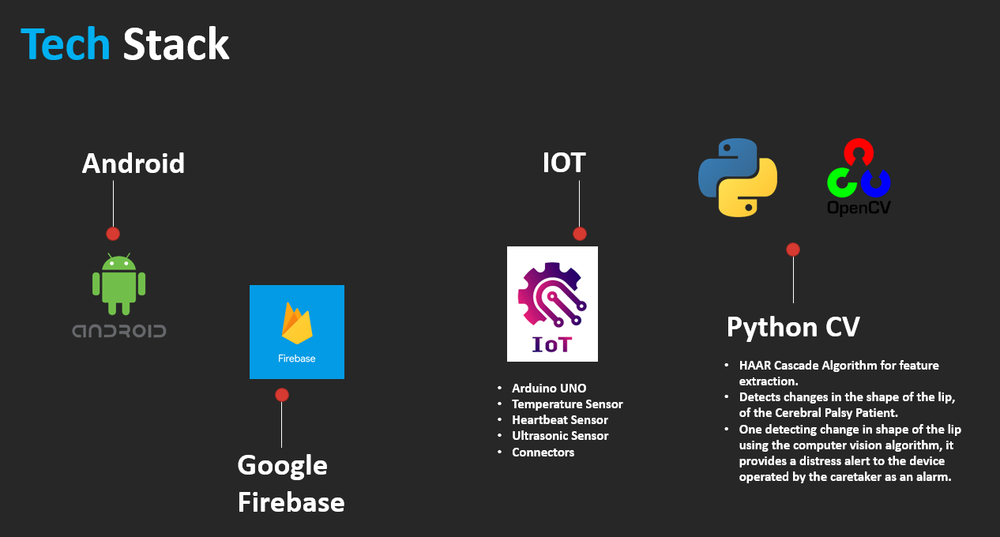 Tech Stack
Android
ANDROID
Firebase
Google
Firebase
IOT
IoT
• Arduino UNO
• Temperature Sensor
• Heartbeat Sensor
• Ultrasonic Sensor
• Connectors
OpenCV
Python CV
• HAAR Cascade Algorithm for feature
extraction.
• Detects changes in the shape of the lip,
of the Cerebral Palsy Patient.
• One detecting change in shape of the lip
using the computer vision algorithm, it
provides a distress alert to the device
operated by the caretaker as an alarm.